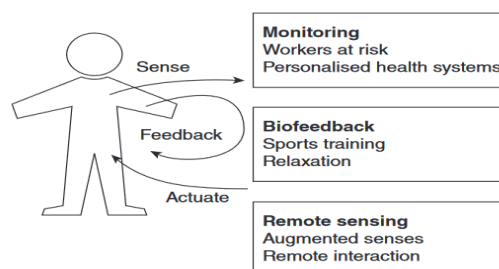 Sense
Feedback
Actuate
Monitoring
Workers at risk
Personalised health systems
Biofeedback
Sports training
Relaxation
Remote sensing
Augmented senses
Remote interaction